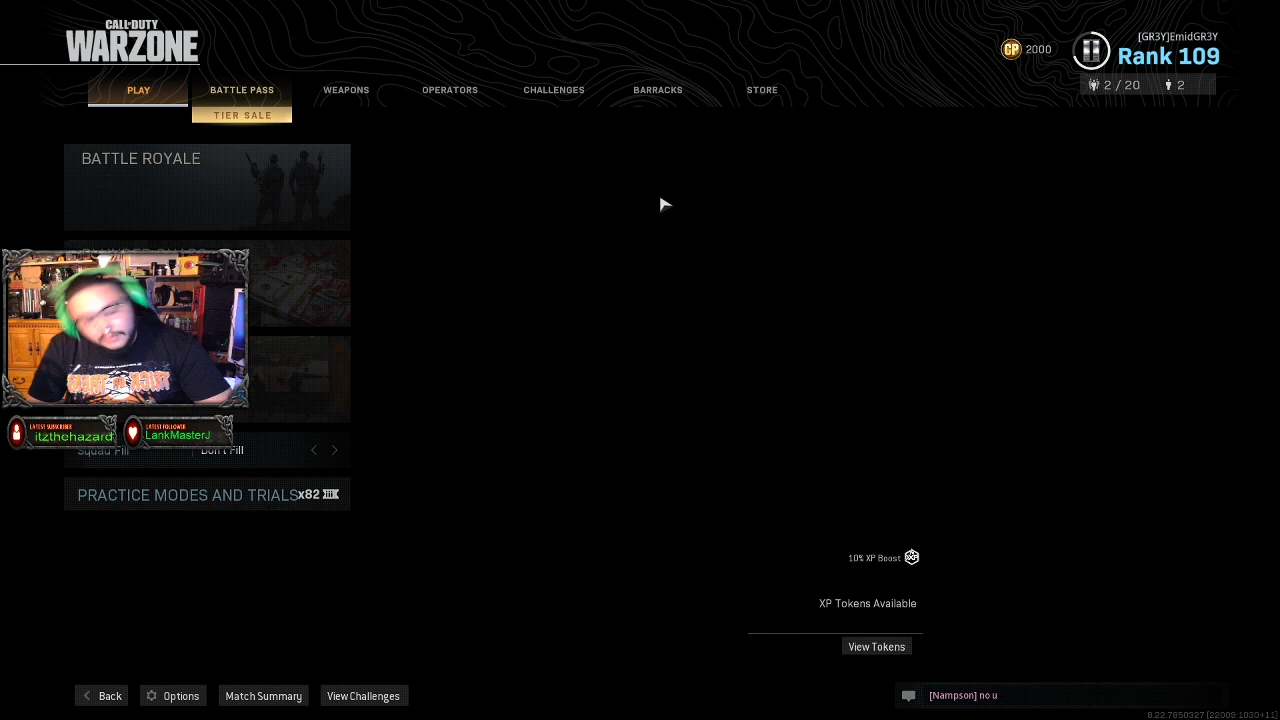 CALL OF DUTY
WARZONE
CP 2000
[GR3Y]EmidGR3Y
Rank 109
2 / 20
2
PLAY
BATTLE PASS
WEAPONS
OPERATORS
CHALLENGES
BARRACKS
STORE
TIER SALE
BATTLE ROYALE
LATEST SUBSCRIBER
itzthehazard
LATEST FOLLOWER
LankMasterJ
Squad Fill
Don't Fill
PRACTICE MODES AND TRIALS
x82
10% XP Boost
XP Tokens Available
View Tokens
Back
Options
Match Summary
View Challenges
[Nampson] no u